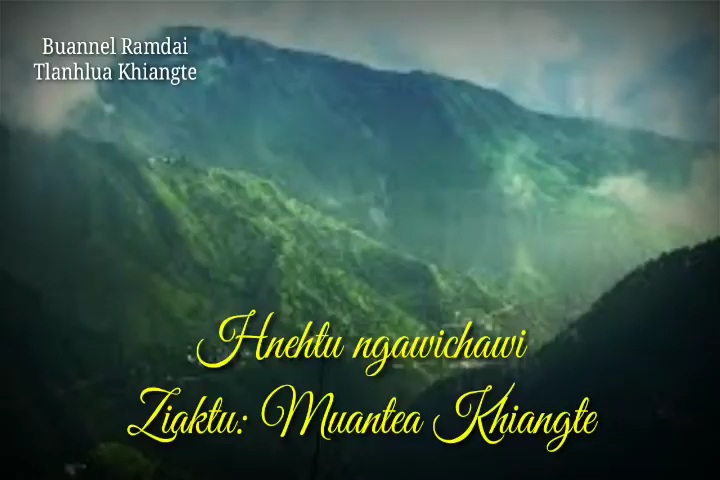 Buannel Ramdai
Tlanhlua Khiangte
Hnehtu ngawichawi
Ziaktu: Muantea Khiangte